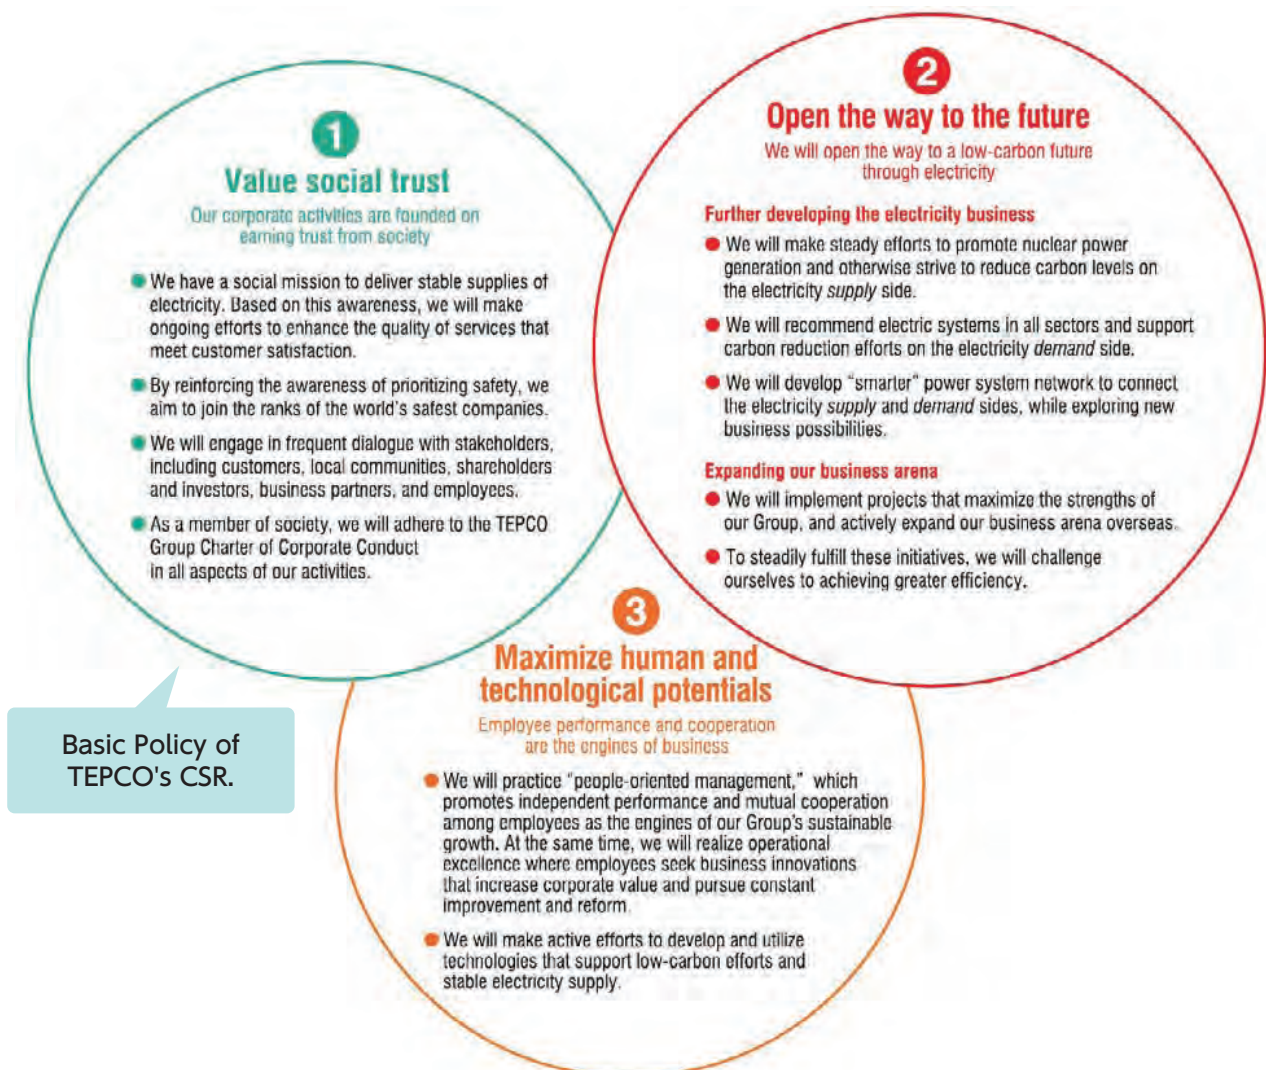 1
Value social trust
Our corporate activities are founded on
earning trust from society
We have a social mission to deliver stable supplies of
electricity. Based on this awareness, we will make
ongoing efforts to enhance the quality of services that
meet customer satisfaction.
By reinforcing the awareness of prioritizing safety, we
aim to join the ranks of the world's safest companies.
We will engage in frequent dialogue with stakeholders,
including customers, local communities, shareholders
and investors, business partners, and employees.
As a member of society, we will adhere to the TEPCO
Group Charter of Corporate Conduct
in all aspects of our activities.
2
Open the way to the future
We will open the way to a low-carbon future
through electricity
Further developing the electricity business
We will make steady efforts to promote nuclear power
generation and otherwise strive to reduce carbon levels on
the electricity supply side.
We will recommend electric systems in all sectors and support
carbon reduction efforts on the electricity demand side.
We will develop "smarter" power system network to connect
the electricity supply and demand sides, while exploring new
business possibilities.
Expanding our business arena
We will implement projects that maximize the strengths of
our Group, and actively expand our business arena overseas.
To steadily fulfill these initiatives, we will challenge
ourselves to achieving greater efficiency.
3
Maximize human and
technological potentials
Employee performance and cooperation
are the engines of business
We will practice "people-oriented management," which
promotes independent performance and mutual cooperation
among employees as the engines of our Group's sustainable
growth. At the same time, we will realize operational
excellence where employees seek business innovations
that increase corporate value and pursue constant
improvement and reform.
We will make active efforts to develop and utilize
technologies that support low-carbon efforts and
stable electricity supply.
Basic Policy of
TEPCO's CSR.